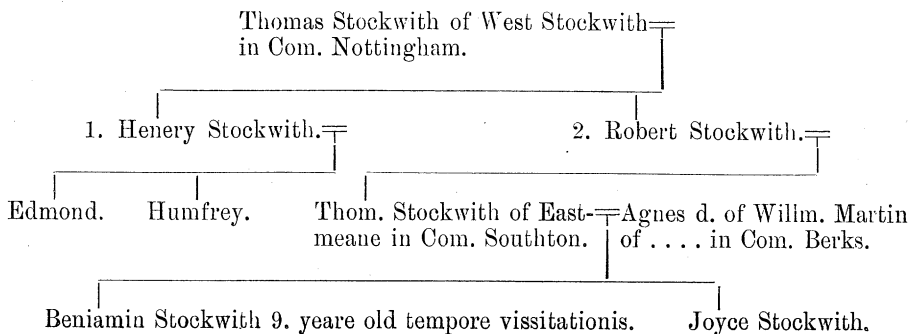 Thomas Stockwith of West Stockwith
in Com. Nottingham.
1. Henery Stockwith.
2. Robert Stockwith.
Edmond.
Humfrey.
Thom. Stockwith of East-
meane in Com. Southton.
Agnes d. of Willm. Martin
of . . . . in Com. Berks.
Beniamin Stockwith 9. yeare old tempore vissitationis.
Joyce Stockwith.